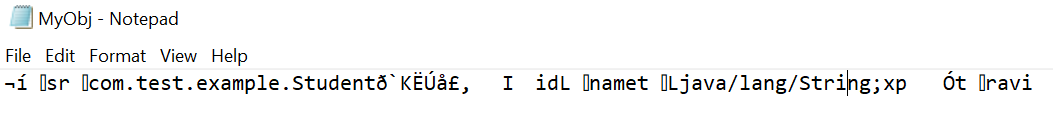 MyObj - Notepad
File Edit Format View Help
¬í ▯sr ▯com.test.example.Studentð`KËÚå£,   I  idL ▯namet ▯Ljava/lang/String;xp   Ót ▯ravi